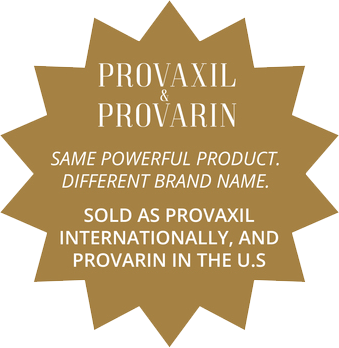 PROVAXIL
&
PROVARIN
SAME POWERFUL PRODUCT.
DIFFERENT BRAND NAME.
SOLD AS PROVAXIL
INTERNATIONALLY, AND
PROVARIN IN THE U.S